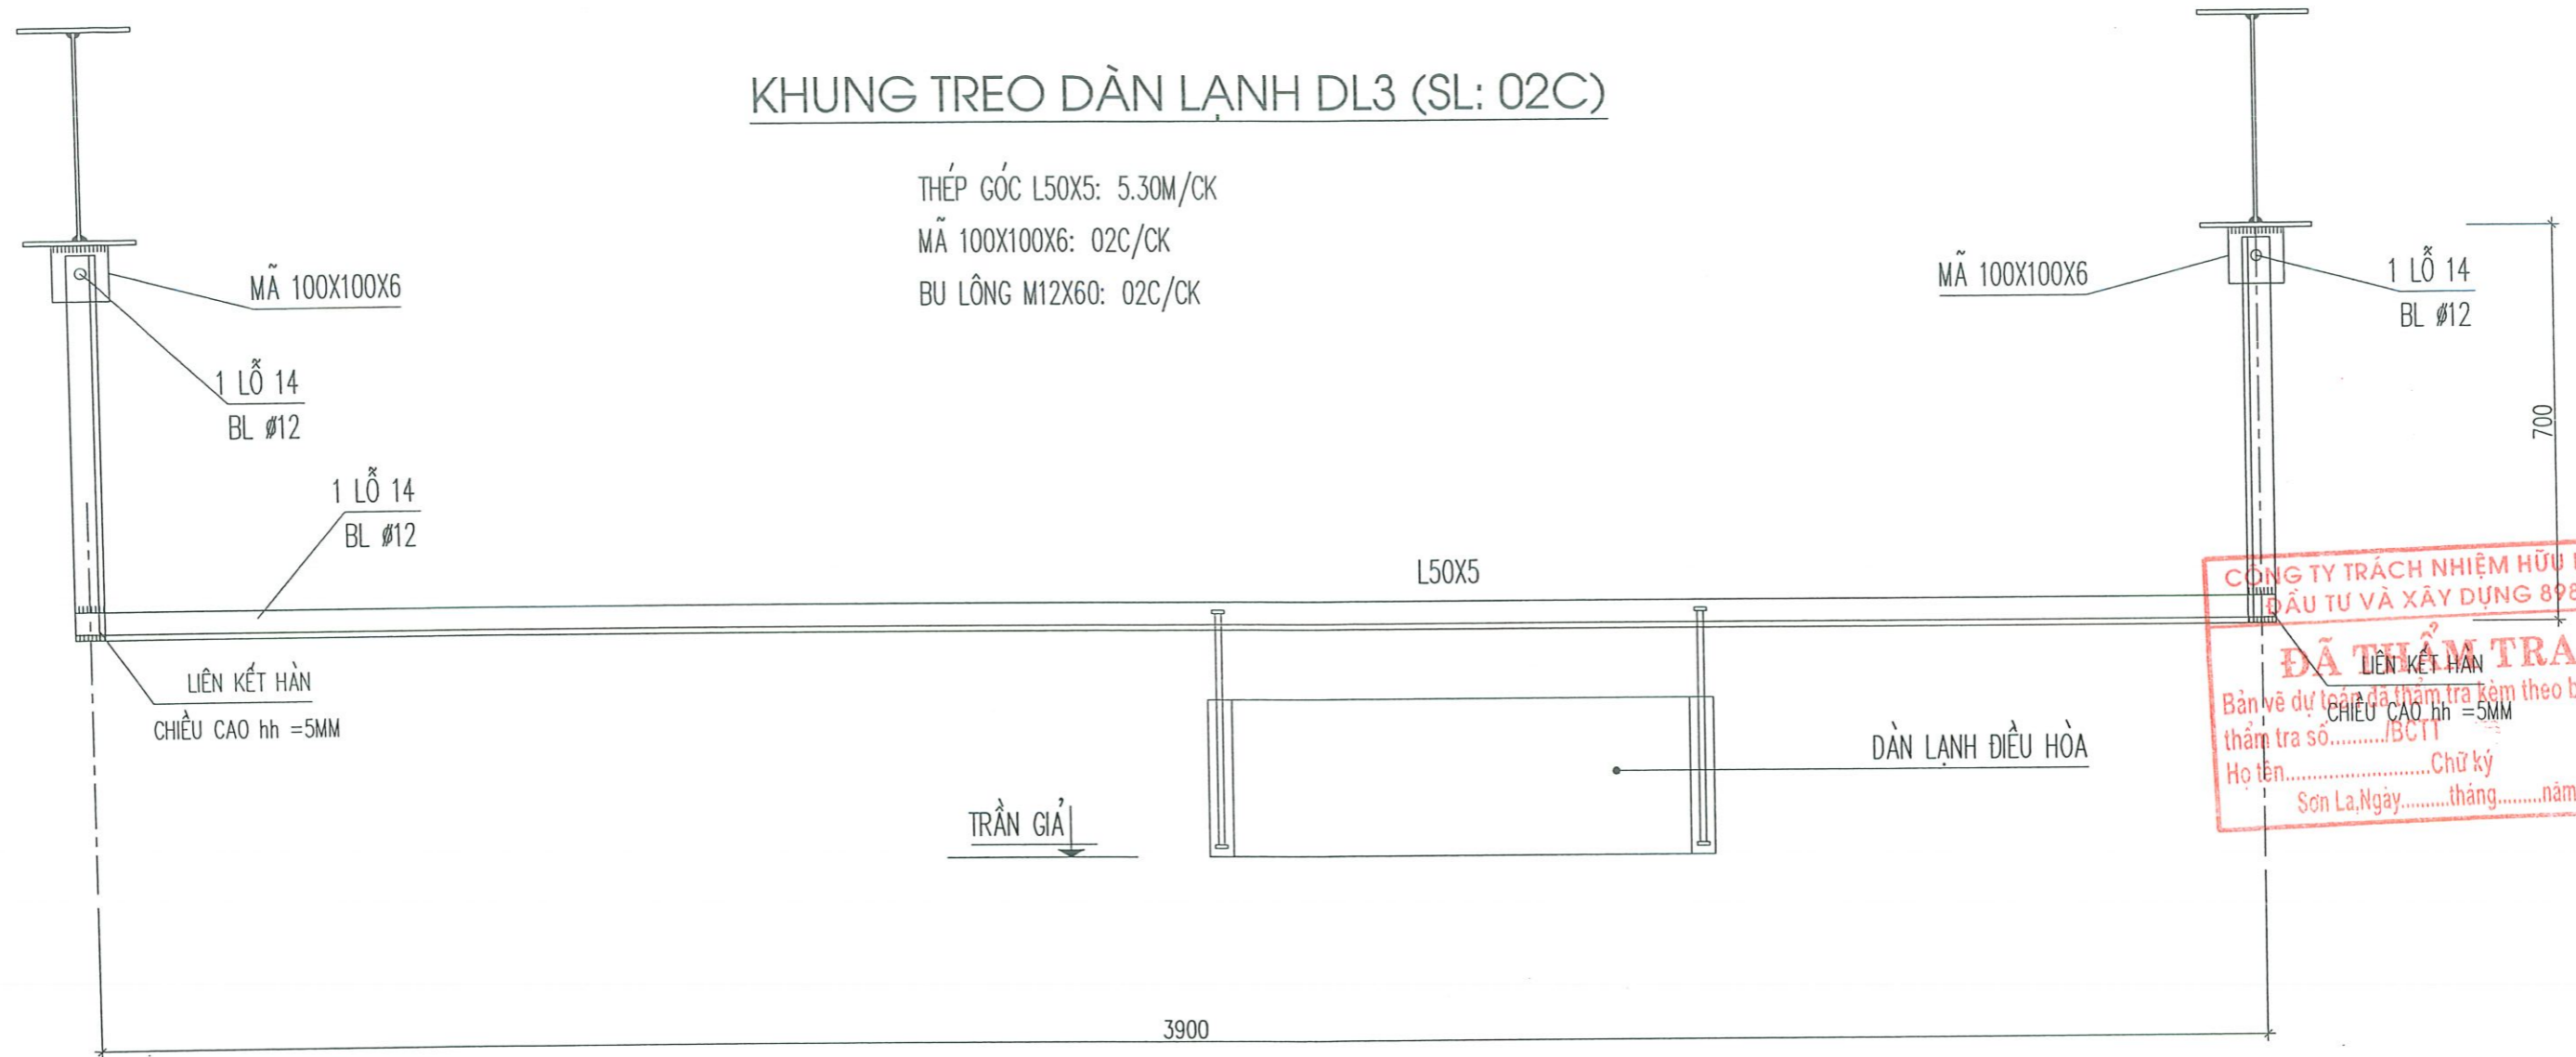 KHUNG TREO DÀN LẠNH DL3 (SL: 02C)
THÉP GÓC L50X5: 5.30M/CK
MÃ 100X100X6: 02C/CK
BU LÔNG M12X60: 02C/CK
MÃ 100X100X6
1 LỖ 14
BL Ø12
1 LỖ 14
BL Ø12
MÃ 100X100X6
1 LỖ 14
BL Ø12
700
L50X5
LIÊN KẾT HÀN
CHIỀU CAO hh =5MM
TRẦN GIẢ
DÀN LẠNH ĐIỀU HÒA
LIÊN KẾT HÀN
CHIỀU CAO hh =5MM
3900
CÔNG TY TRÁCH NHIỆM HỮU
ĐẦU TƯ VÀ XÂY DỰNG 898
ĐÃ THẨM TRA
Bản vẽ dự toán đã thẩm tra kèm theo
thẩm tra số........../BCTT
Họ tên........................Chữ ký
Sơn La,Ngày.........tháng........năm